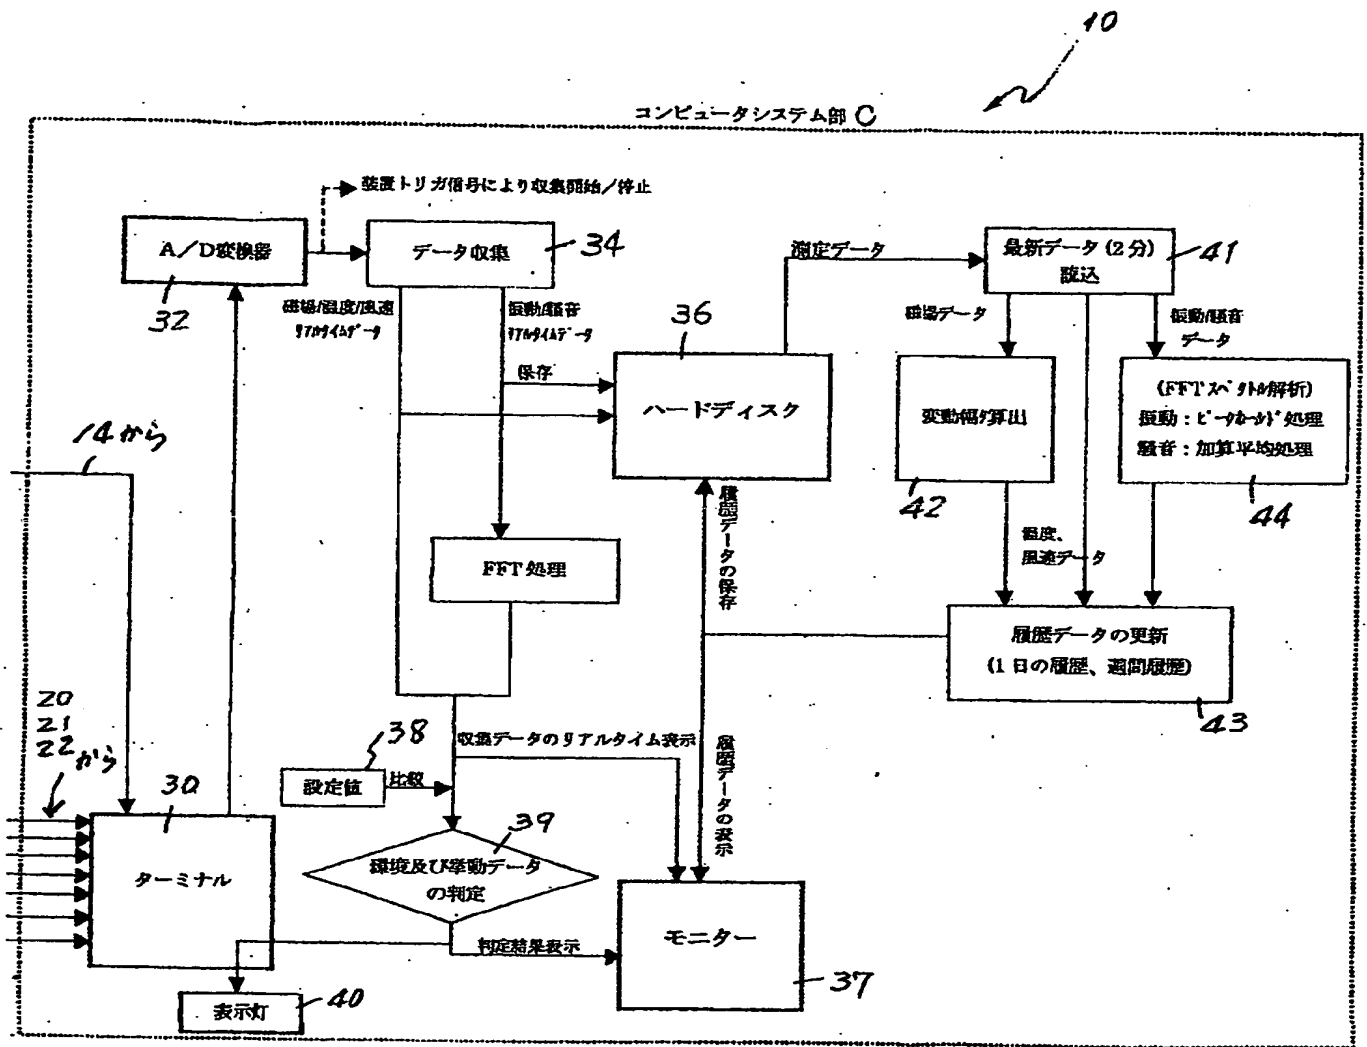 10
コンピュータシステム部 C
装置トリガ信号により収集開始/停止
A/D変換器
32
データ収集
34
測定データ
最新データ(2分)
読込
41
磁場/温度/風速
リアルタイムデータ
振動/騒音
リアルタイムデータ
36
磁場データ
振動/騒音
データ
保存
ハードディスク
変動幅算出
42
(FFTスペクトル解析)
振動:ピークホールド処理
騒音:加算平均処理
44
14から
履歴データの保存
温度、
風速データ
FFT処理
履歴データの更新
(1日の履歴、週間履歴)
43
20
21
22から
38
設定値
比較
収集データのリアルタイム表示
履歴データの表示
30
ターミナル
39
環境及び挙動データ
の判定
判定結果表示
モニター
37
表示灯
40